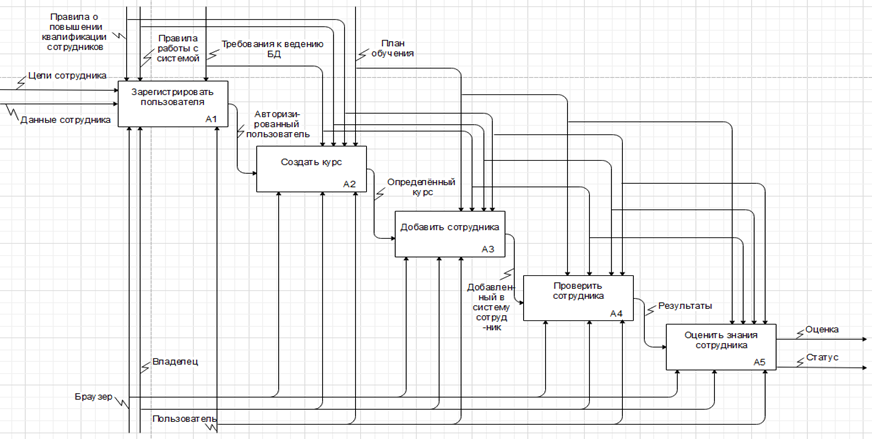 Правила о
повышении
квалификации
сотрудников
Правила
работы с
системой
Требования к ведению
БД
План
обучения
Цели сотрудника
Данные сотрудника
Зарегистрировать
пользователя
A1
Авторизи-
рованный
пользователь
Создать курс
A2
Определённый
курс
Добавить сотрудника
A3
Добавлен-
ный в
систему
сотруд
-ник
Проверить
сотрудника
A4
Результаты
Оценить знания
сотрудника
A5
Оценка
Статус
Владелец
Браузер
Пользователь